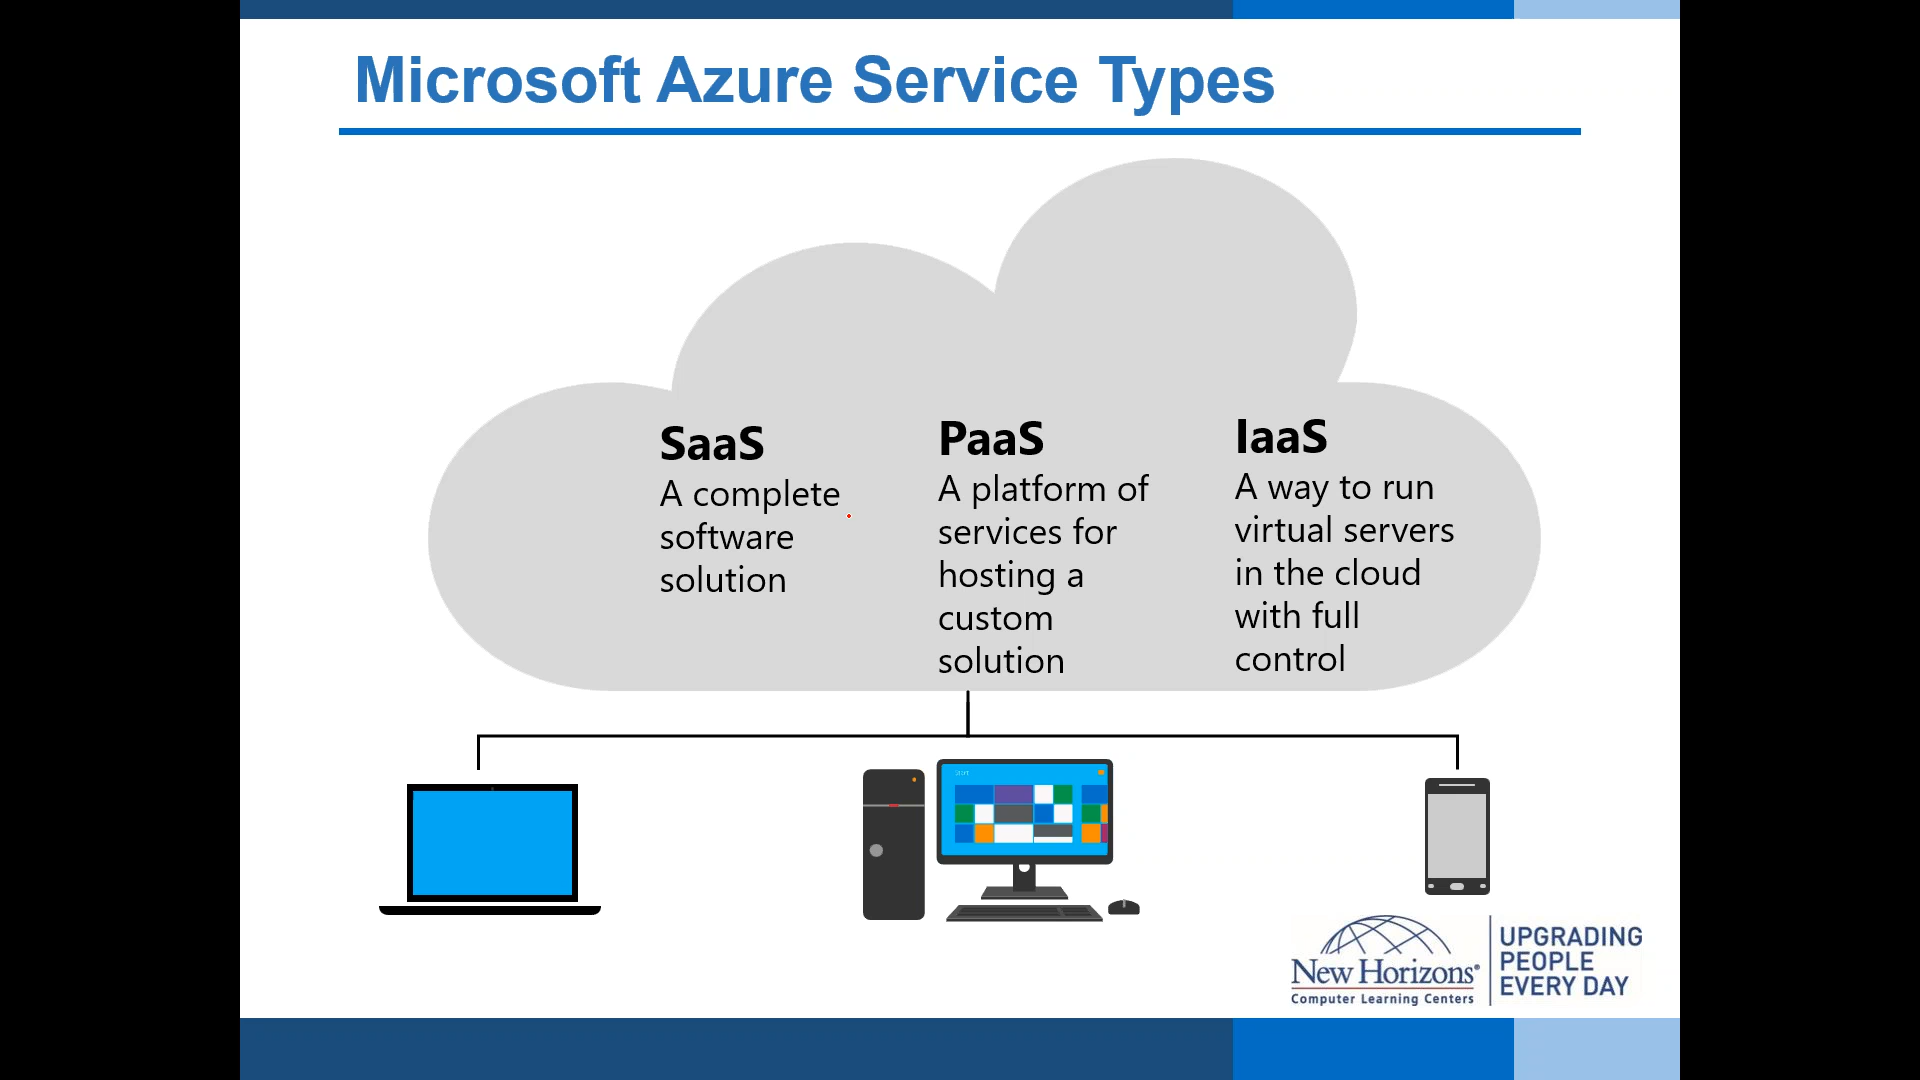 Microsoft Azure Service Types
SaaS
A complete
software
solution
PaaS
A platform of
services for
hosting a
custom
solution
IaaS
A way to run
virtual servers
in the cloud
with full
control
New Horizons®
Computer Learning Centers
UPGRADING
PEOPLE
EVERY DAY